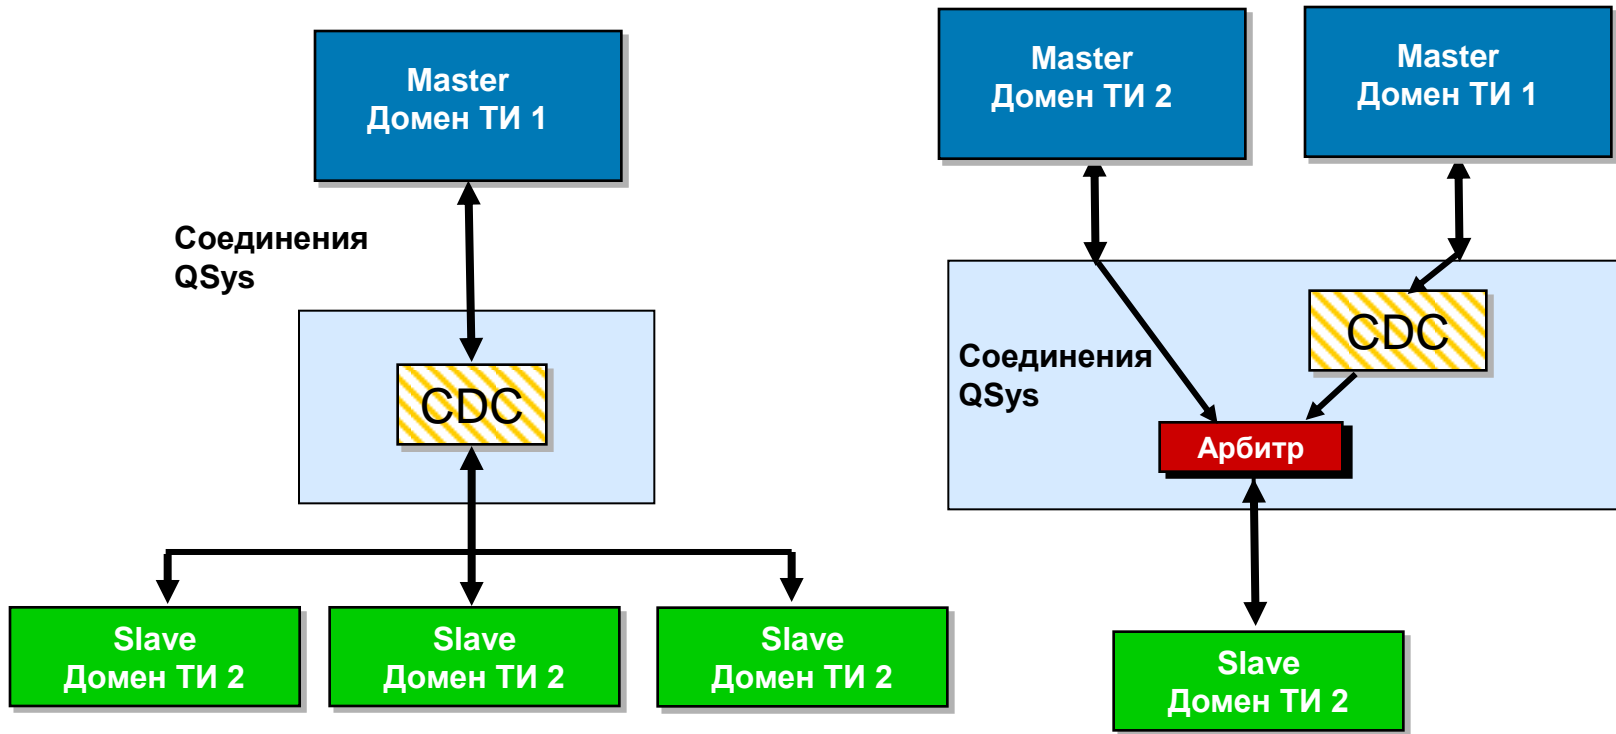 Master
Домен ТИ 1
Соединения
QSys
CDC
Slave
Домен ТИ 2
Slave
Домен ТИ 2
Slave
Домен ТИ 2
Master
Домен ТИ 2
Master
Домен ТИ 1
CDC
Соединения
QSys
Арбитр
Slave
Домен ТИ 2